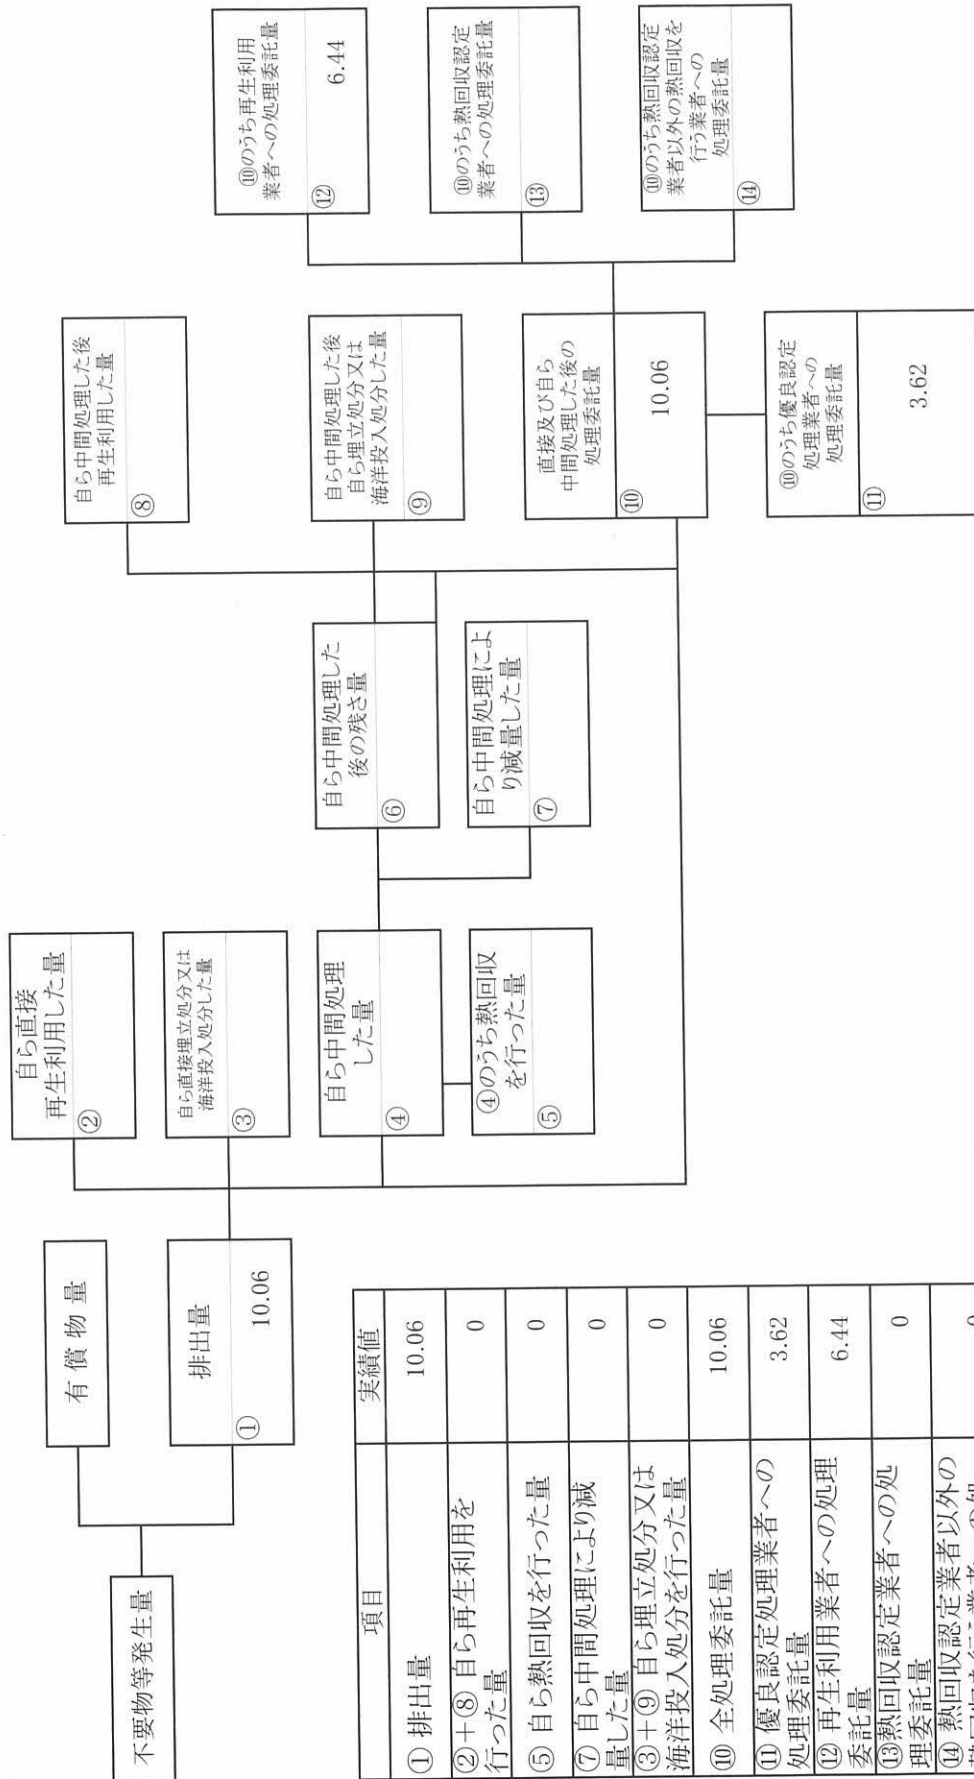 不要物等発生量
有償物量
排出量
①
10.06
自ら直接
再生利用した量
②
自ら直接埋立処分又は
海洋投入処分した量
③
自ら中間処理
した量
④
④のうち熱回収
を行った量
⑤
自ら中間処理した
後の残さ量
⑥
自ら中間処理によ
り減量した量
⑦
自ら中間処理した後
再生利用した量
⑧
自ら中間処理した後
自ら埋立処分又は
海洋投入処分した量
⑨
直接及び自ら
中間処理した後の
処理委託量
⑩
10.06
⑩のうち優良認定
処理業者への
処理委託量
⑪
3.62
⑩のうち再生利用
業者への処理委託量
⑫
6.44
⑩のうち熱回収認定
業者への処理委託量
⑬
⑩のうち熱回収認定
業者以外の熱回収を
行う業者への
処理委託量
⑭
項目 実績値
① 排出量 10.06
②+⑧ 自ら再生利用を
行った量 0
⑤ 自ら熱回収を行った量 0
⑦ 自ら中間処理により減
量した量 0
③+⑨ 自ら埋立処分又は
海洋投入処分を行った量 0
⑩ 全処理委託量 10.06
⑪ 優良認定処理業者への
処理委託量 3.62
⑫ 再生利用業者への処理
委託量 6.44
⑬熱回収認定業者への処
理委託量 0
⑭ 熱回収認定業者以外の